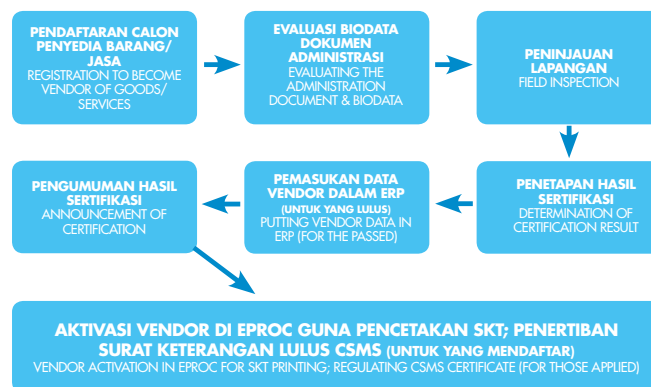 PENDAFTARAN CALON
PENYEDIA BARANG/
JASA
REGISTRATION TO BECOME
VENDOR OF GOODS/
SERVICES
EVALUASI BIODATA
DOKUMEN
ADMINISTRASI
EVALUATING THE
ADMINISTRATION
DOCUMENT & BIODATA
PENINJAUAN
LAPANGAN
FIELD INSPECTION
PENETAPAN HASIL
SERTIFIKASI
DETERMINATION OF
CERTIFICATION RESULT
PEMASUKAN DATA
VENDOR DALAM ERP
(UNTUK YANG LULUS)
PUTTING VENDOR DATA IN
ERP (FOR THE PASSED)
PENGUMUMAN HASIL
SERTIFIKASI
ANNOUNCEMENT OF
CERTIFICATION
AKTIVASI VENDOR DI EPROC GUNA PENCETAKAN SKT; PENERTIBAN
SURAT KETERANGAN LULUS CSMS (UNTUK YANG MENDAFTAR)
VENDOR ACTIVATION IN EPROC FOR SKT PRINTING; REGULATING CSMS CERTIFICATE (FOR THOSE APPLIED)